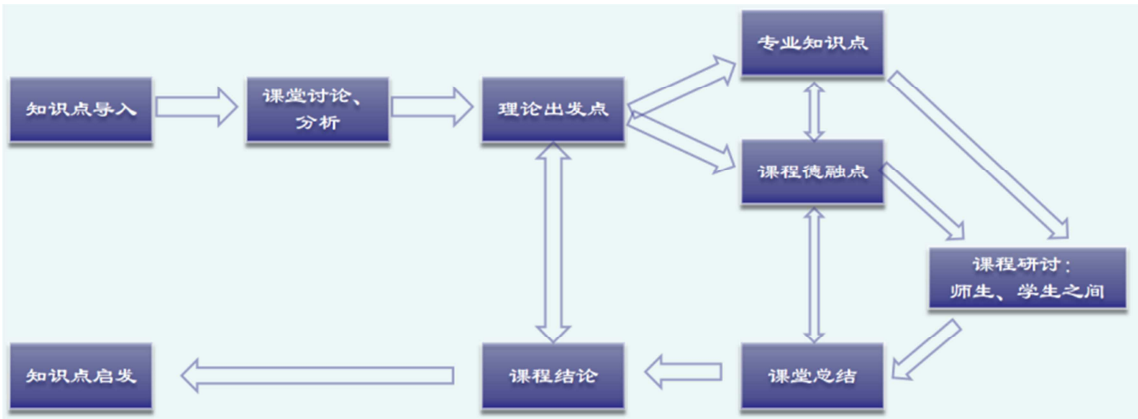 专业知识点
知识点导入
课堂讨论、
分析
理论出发点
课程德融点
课程研讨：
师生、学生之间
知识点启发
课程结论
课堂总结